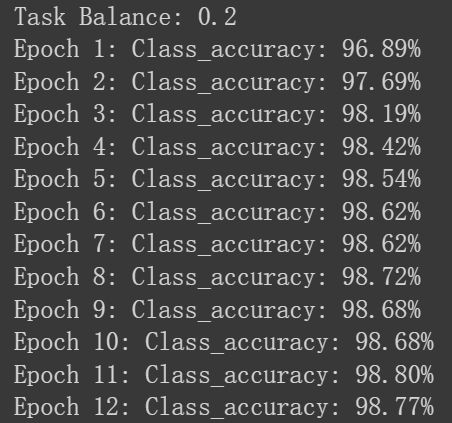 Task Balance: 0.2
Epoch 1: Class_accuracy: 96.89%
Epoch 2: Class_accuracy: 97.69%
Epoch 3: Class_accuracy: 98.19%
Epoch 4: Class_accuracy: 98.42%
Epoch 5: Class_accuracy: 98.54%
Epoch 6: Class_accuracy: 98.62%
Epoch 7: Class_accuracy: 98.62%
Epoch 8: Class_accuracy: 98.72%
Epoch 9: Class_accuracy: 98.68%
Epoch 10: Class_accuracy: 98.68%
Epoch 11: Class_accuracy: 98.80%
Epoch 12: Class_accuracy: 98.77%